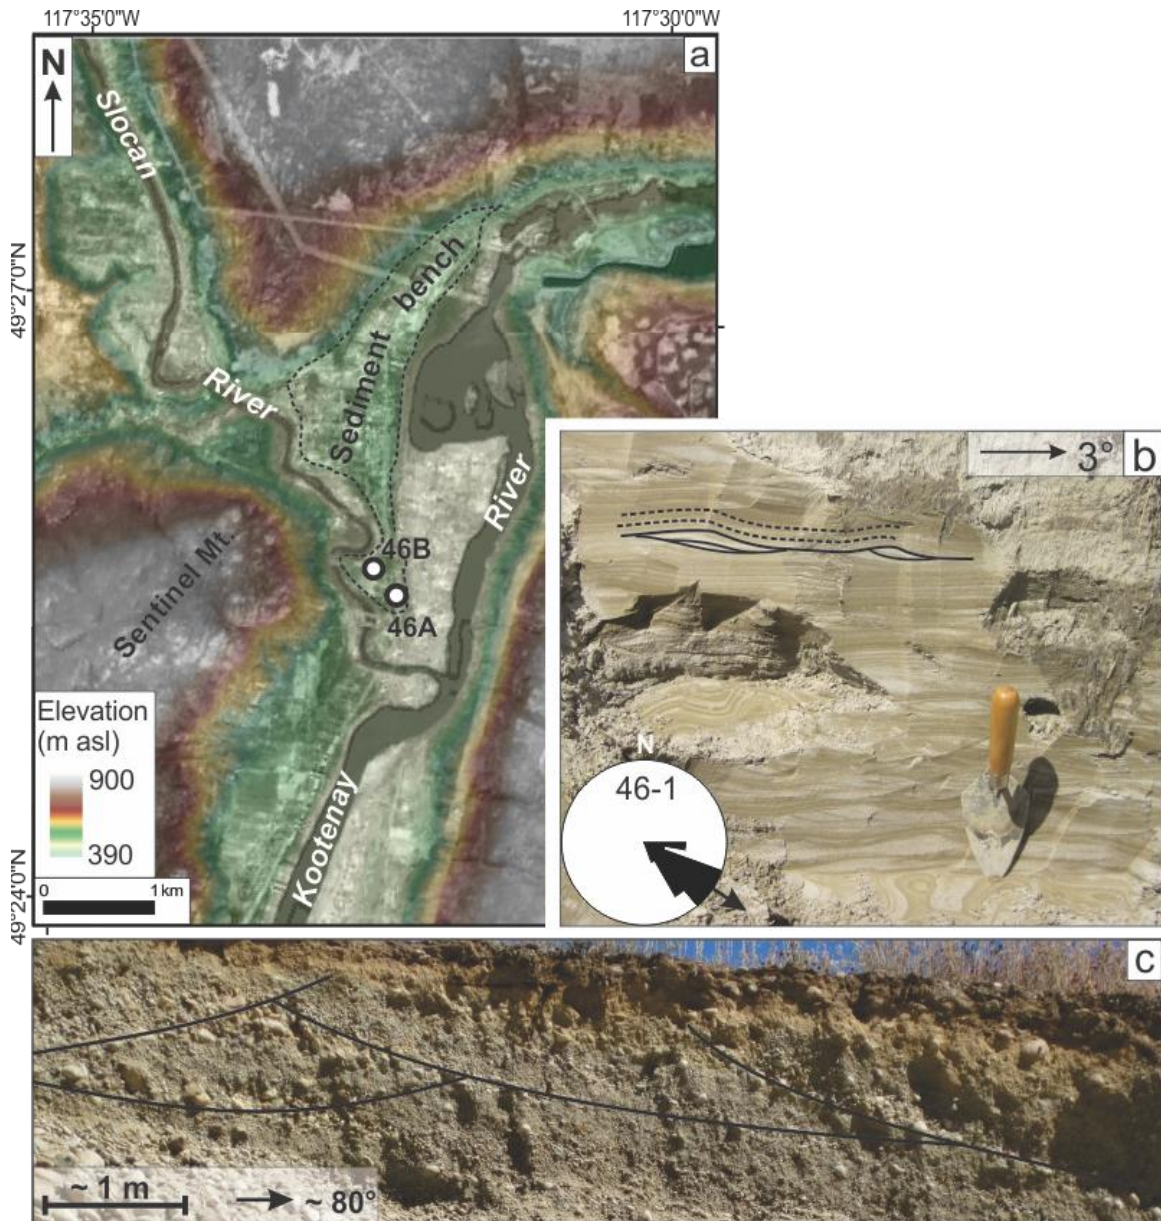 117°35'0"W
117°30'0"W
a
N
Slocan
River
49°27'0"N
Sediment bench
River
46B
46A
Sentinel Mt.
Kootenay
Elevation
(m asl)
900
390
0 1 km
49°24'0"N
3°
b
N
46-1
c
~ 1 m
~ 80°